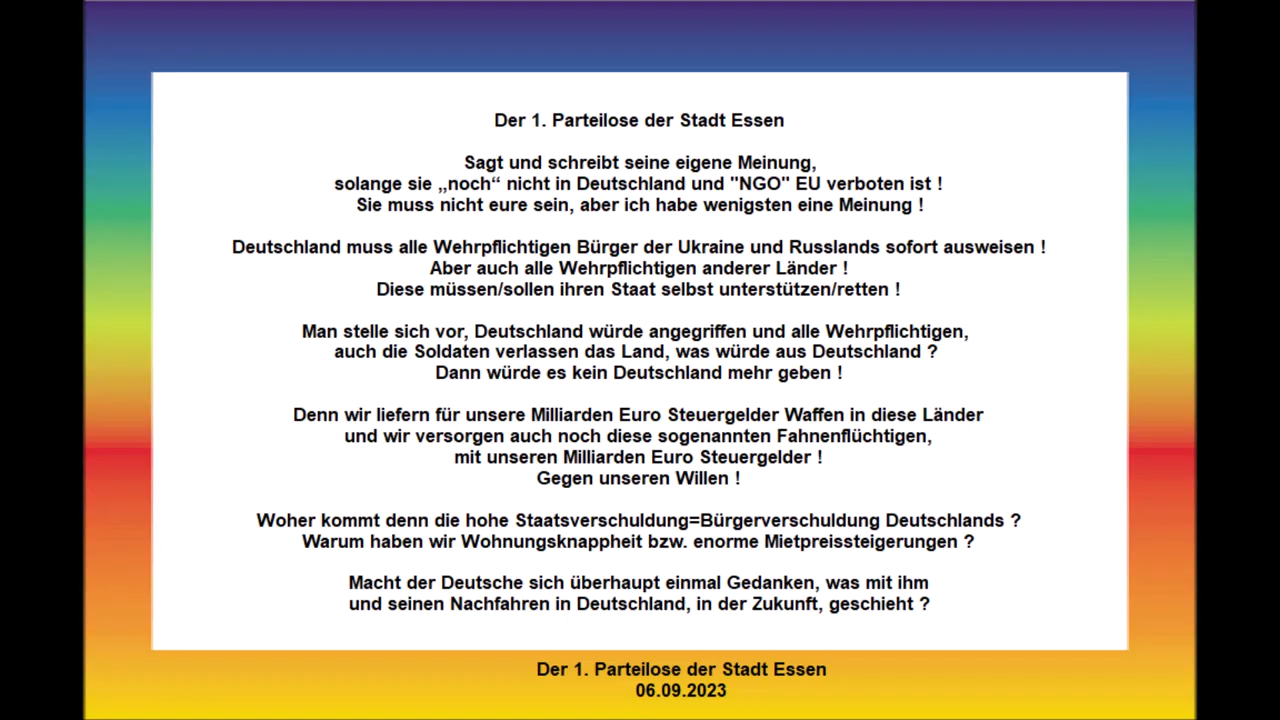 Der 1. Parteilose der Stadt Essen
Sagt und schreibt seine eigene Meinung,
solange sie „noch“ nicht in Deutschland und "NGO" EU verboten ist !
Sie muss nicht eure sein, aber ich habe wenigsten eine Meinung !
Deutschland muss alle Wehrpflichtigen Bürger der Ukraine und Russlands sofort ausweisen !
Aber auch alle Wehrpflichtigen anderer Länder !
Diese müssen/sollen ihren Staat selbst unterstützen/retten !
Man stelle sich vor, Deutschland würde angegriffen und alle Wehrpflichtigen,
auch die Soldaten verlassen das Land, was würde aus Deutschland ?
Dann würde es kein Deutschland mehr geben !
Denn wir liefern für unsere Milliarden Euro Steuergelder Waffen in diese Länder
und wir versorgen auch noch diese sogenannten Fahnenflüchtigen,
mit unseren Milliarden Euro Steuergelder !
Gegen unseren Willen !
Woher kommt denn die hohe Staatsverschuldung=Bürgerverschuldung Deutschlands ?
Warum haben wir Wohnungsknappheit bzw. enorme Mietpreissteigerungen ?
Macht der Deutsche sich überhaupt einmal Gedanken, was mit ihm
und seinen Nachfahren in Deutschland, in der Zukunft, geschieht ?
Der 1. Parteilose der Stadt Essen
06.09.2023